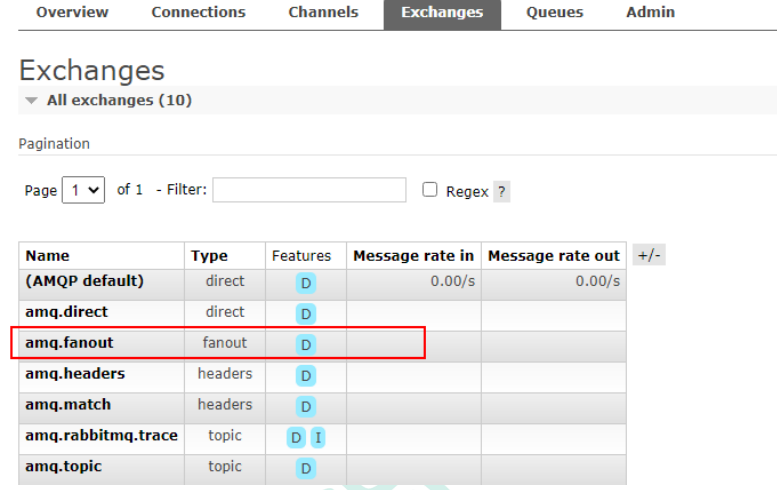 Overview Connections Channels Exchanges Queues Admin
Exchanges
All exchanges (10)
Pagination
Page 1 of 1 - Filter: Regex ?
Name Type Features Message rate in Message rate out +/-
(AMQP default) direct D 0.00/s 0.00/s
amq.direct direct D
amq.fanout fanout D
amq.headers headers D
amq.match headers D
amq.rabbitmq.trace topic D I
amq.topic topic D